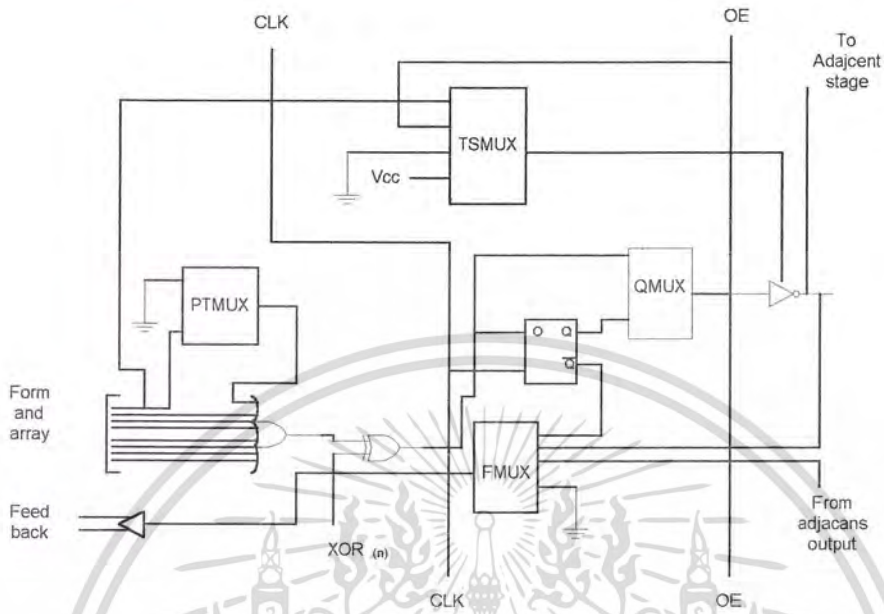 CLK
OE
To
Adajcent
stage
TSMUX
Vcc
PTMUX
QMUX
O Q
Q̅
Form
and
array
FMUX
Feed
back
XOR (n)
From
adjacans
output
CLK
OE